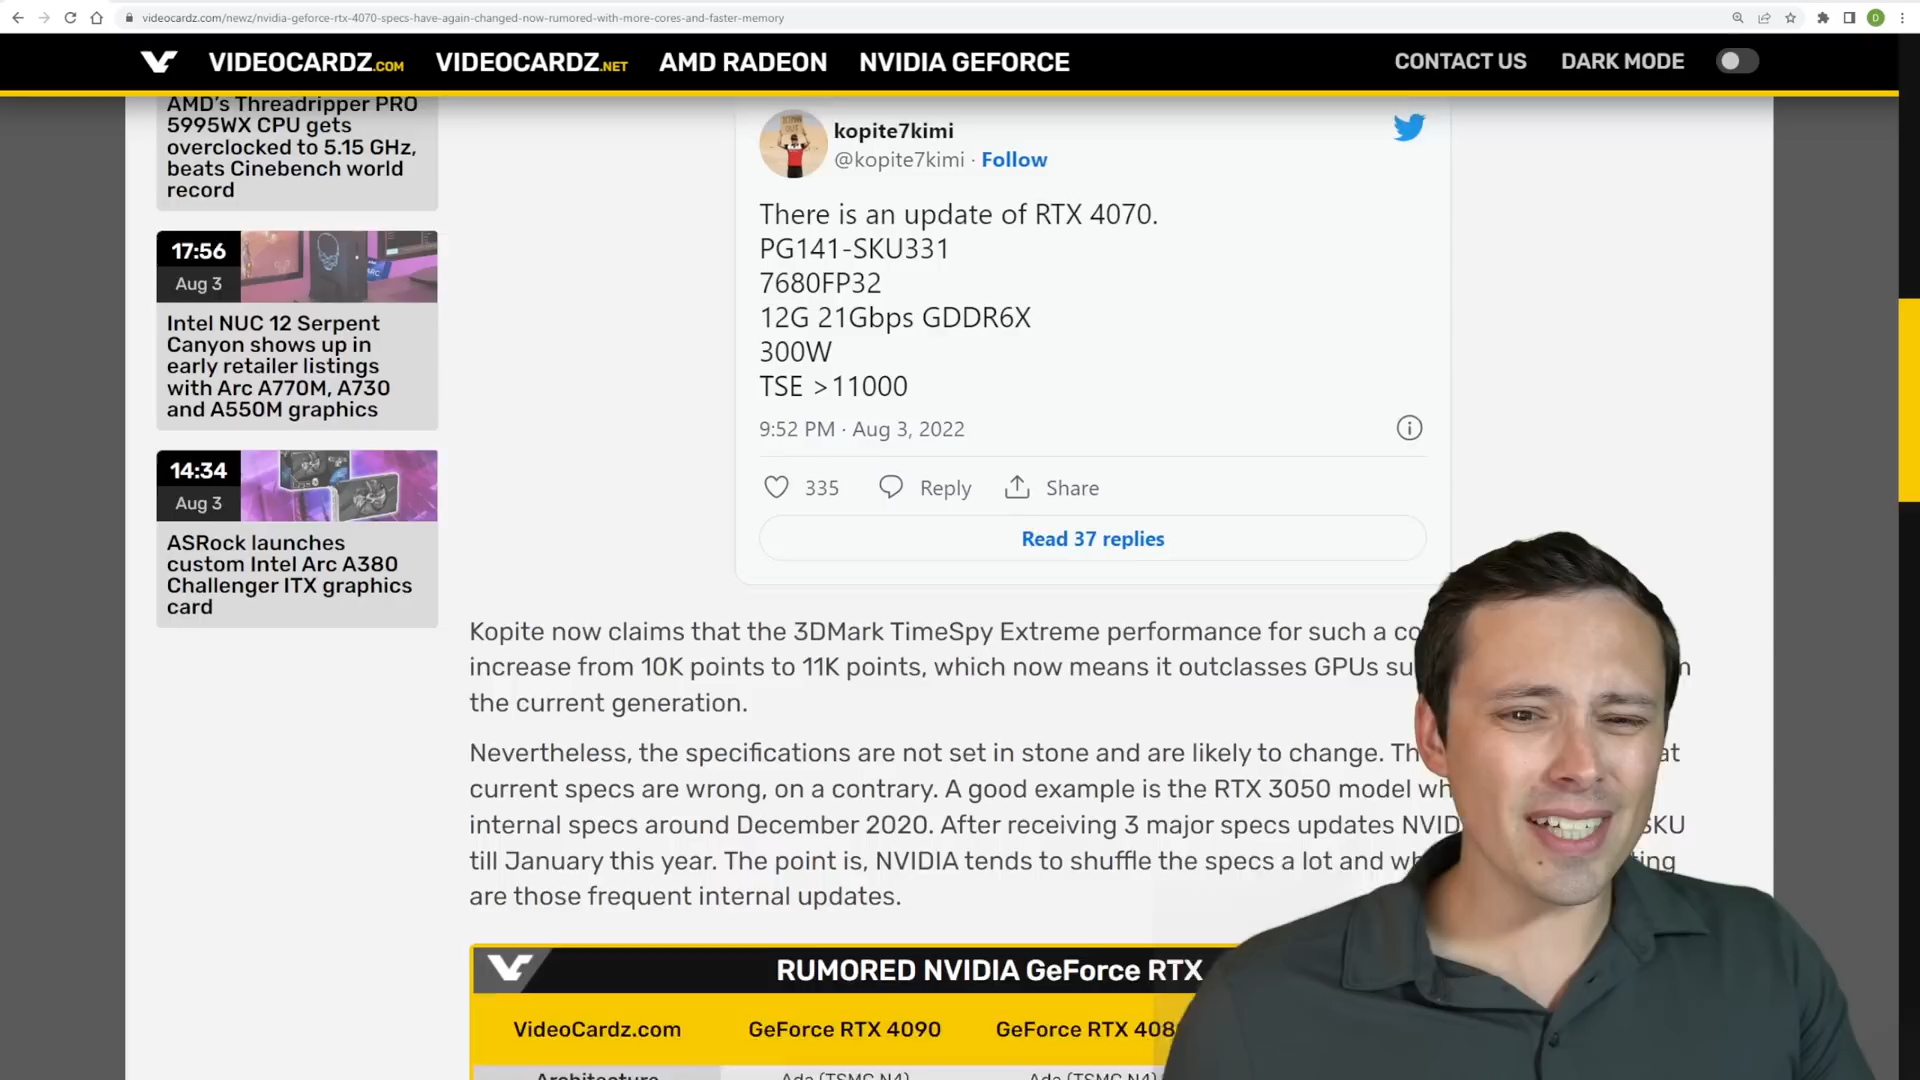 videocardz.com/newz/nvidia-geforce-rtx-4070-specs-have-again-changed-now-rumored-with-more-cores-and-faster-memory
D
VIDEOCARDZ.COM VIDEOCARDZ.NET AMD RADEON NVIDIA GEFORCE CONTACT US DARK MODE
AMD's Threadripper PRO
5995WX CPU gets
overclocked to 5.15 GHz,
beats Cinebench world
record
17:56
Aug 3
ARC
Intel NUC 12 Serpent
Canyon shows up in
early retailer listings
with Arc A770M, A730
and A550M graphics
14:34
Aug 3
ASRock launches
custom Intel Arc A380
Challenger ITX graphics
card
kopite7kimi
@kopite7kimi · Follow
There is an update of RTX 4070.
PG141-SKU331
7680FP32
12G 21Gbps GDDR6X
300W
TSE >11000
9:52 PM · Aug 3, 2022
335 Reply Share
Read 37 replies
Kopite now claims that the 3DMark TimeSpy Extreme performance for such a co
increase from 10K points to 11K points, which now means it outclasses GPUs su
the current generation.
Nevertheless, the specifications are not set in stone and are likely to change. Th at
current specs are wrong, on a contrary. A good example is the RTX 3050 model wh
internal specs around December 2020. After receiving 3 major specs updates NVID SKU
till January this year. The point is, NVIDIA tends to shuffle the specs a lot and wh ting
are those frequent internal updates.
RUMORED NVIDIA GeForce RTX
VideoCardz.com GeForce RTX 4090 GeForce RTX 408
Architecture Ada (TSMC N4) Ada (TSMC N4)